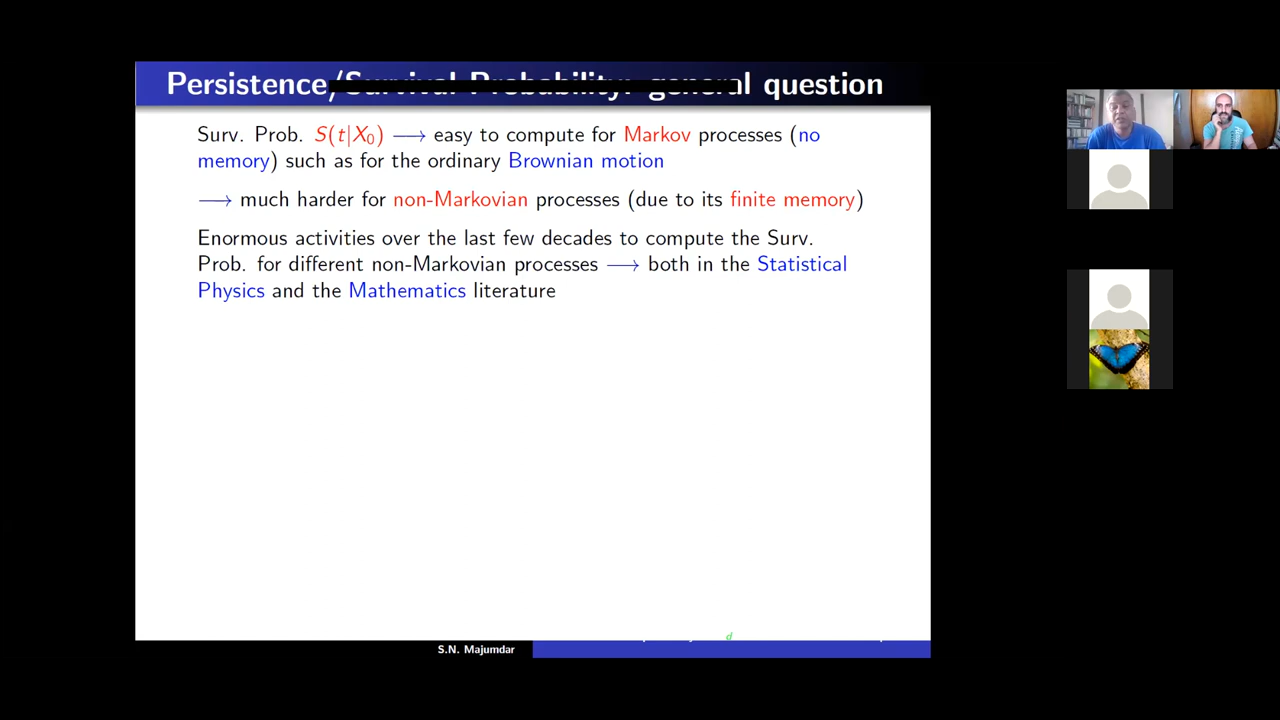 Persistence/Survival Probability: general question
Surv. Prob. S(t|X₀) ⟶ easy to compute for Markov processes (no
memory) such as for the ordinary Brownian motion
⟶ much harder for non-Markovian processes (due to its finite memory)
Enormous activities over the last few decades to compute the Surv.
Prob. for different non-Markovian processes ⟶ both in the Statistical
Physics and the Mathematics literature
d
S.N. Majumdar